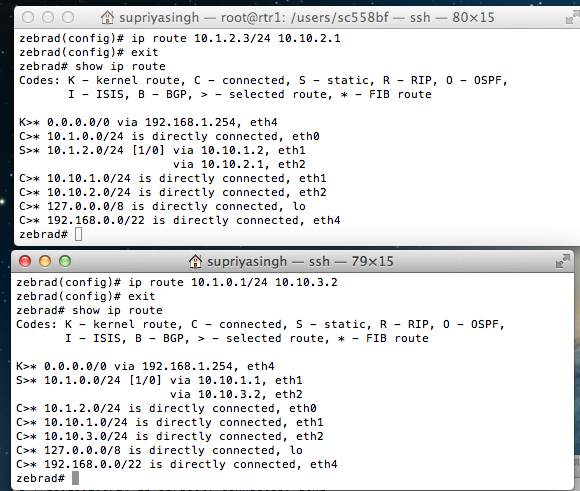 supriyasingh — root@rtr1: /users/sc558bf — ssh — 80×15
zebrad(config)# ip route 10.1.2.3/24 10.10.2.1
zebrad(config)# exit
zebrad# show ip route
Codes: K - kernel route, C - connected, S - static, R - RIP, O - OSPF,
       I - ISIS, B - BGP, > - selected route, * - FIB route

K>* 0.0.0.0/0 via 192.168.1.254, eth4
C>* 10.1.0.0/24 is directly connected, eth0
S>* 10.1.2.0/24 [1/0] via 10.10.1.2, eth1
                      via 10.10.2.1, eth2
C>* 10.10.1.0/24 is directly connected, eth1
C>* 10.10.2.0/24 is directly connected, eth2
C>* 127.0.0.0/8 is directly connected, lo
C>* 192.168.0.0/22 is directly connected, eth4
zebrad#
supriyasingh — ssh — 79×15
zebrad(config)# ip route 10.1.0.1/24 10.10.3.2
zebrad(config)# exit
zebrad# show ip route
Codes: K - kernel route, C - connected, S - static, R - RIP, O - OSPF,
       I - ISIS, B - BGP, > - selected route, * - FIB route

K>* 0.0.0.0/0 via 192.168.1.254, eth4
S>* 10.1.0.0/24 [1/0] via 10.10.1.1, eth1
                      via 10.10.3.2, eth2
C>* 10.1.2.0/24 is directly connected, eth0
C>* 10.10.1.0/24 is directly connected, eth1
C>* 10.10.3.0/24 is directly connected, eth2
C>* 127.0.0.0/8 is directly connected, lo
C>* 192.168.0.0/22 is directly connected, eth4
zebrad#